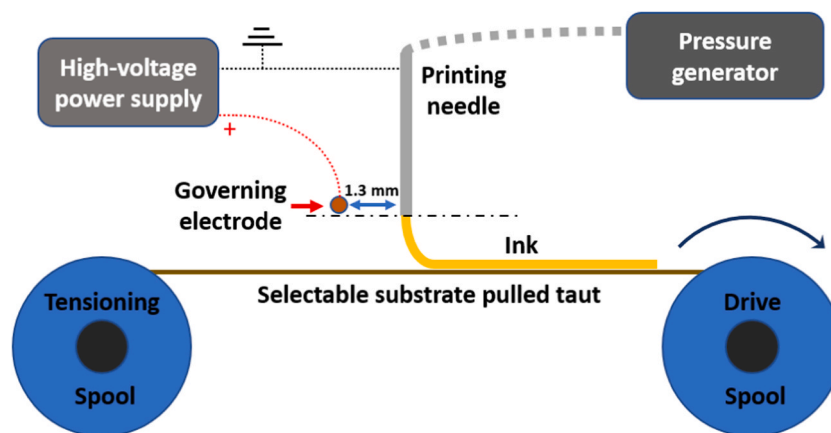 High-voltage
power supply
+
Printing
needle
Pressure
generator
Governing
electrode
1.3 mm
Ink
Selectable substrate pulled taut
Tensioning
Spool
Drive
Spool